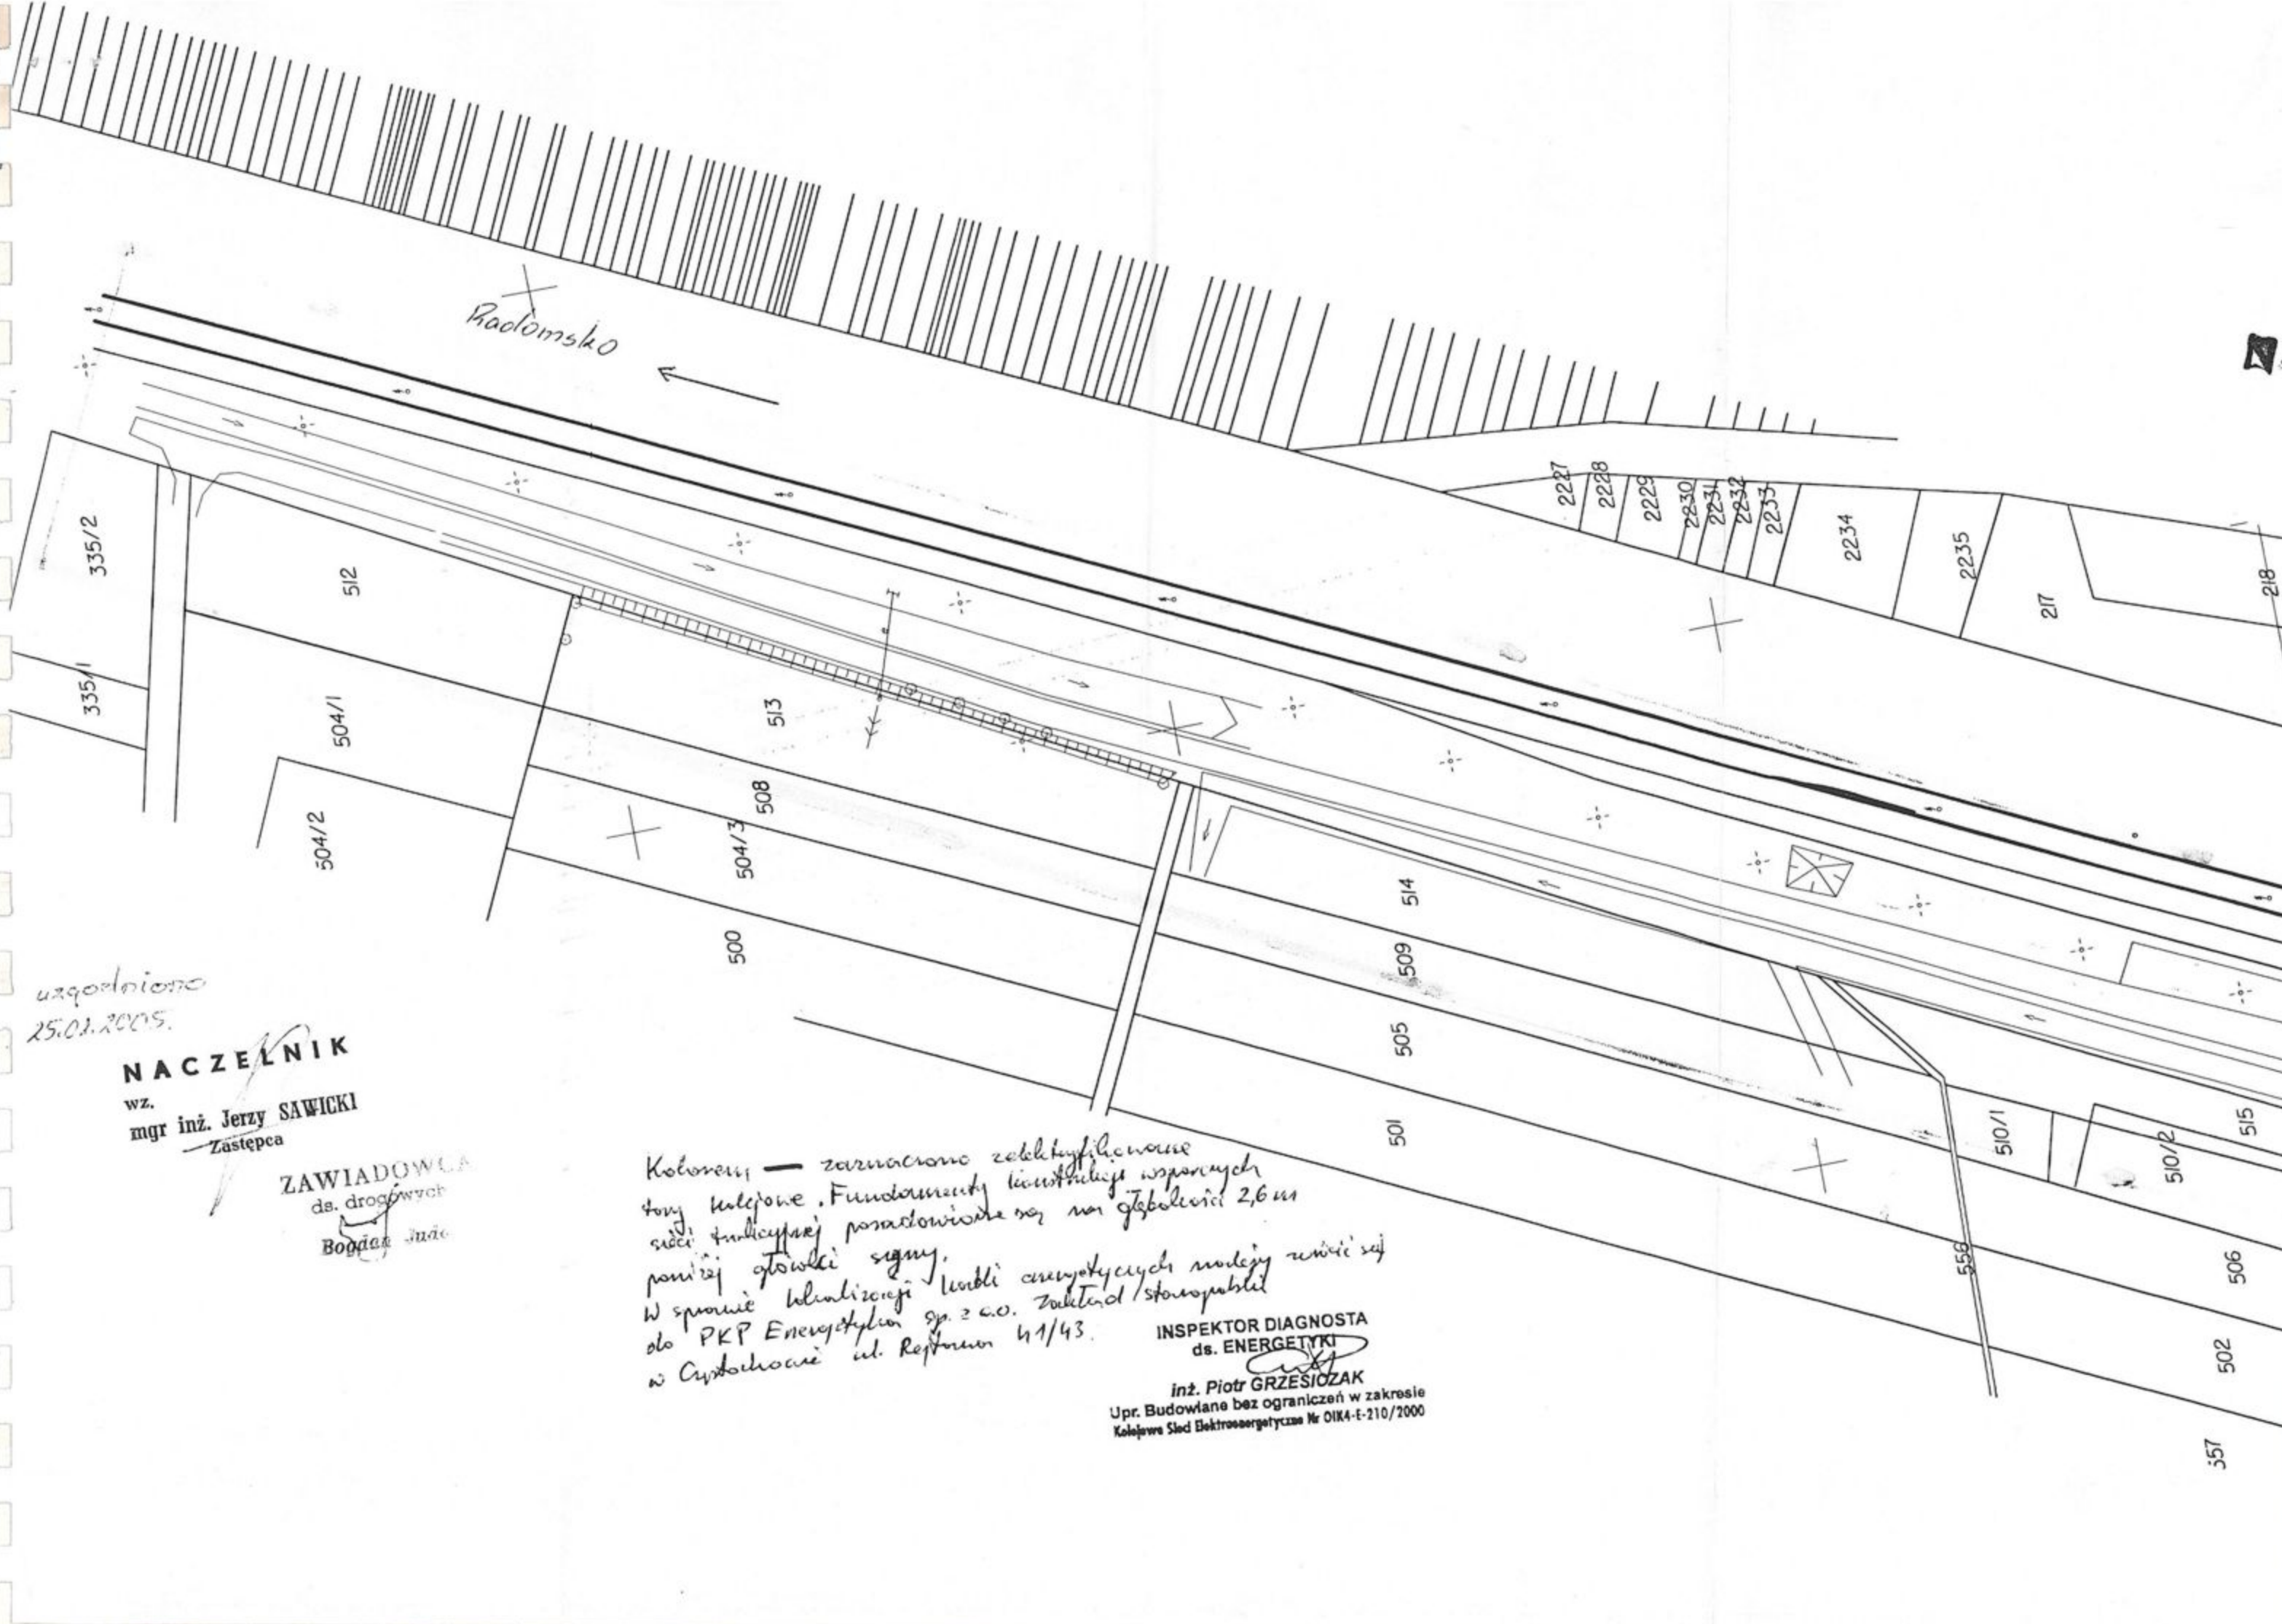 Radomsko
2227
2228
2229
2230
2231
2232
2233
2234
2235
217
218
335/2
335/1
512
504/1
504/2
513
508
504/3
500
514
509
505
501
510/1
510/2
515
556
506
502
557
uzgodniono
25.01.2005.
NACZELNIK
wz.
mgr inż. Jerzy SAWICKI
Zastępca
ZAWIADOWCA
ds. drogowych
Bogdan
Kolorem — zaznaczono zelektryfikowane
tory kolejowe. Fundamenty konstrukcji wsporczych
sieci trakcyjnej posadowione są na głębokości 2,6 m
poniżej główki szyny.
W sprawie lokalizacji kabli energetycznych należy zwrócić się
do PKP Energetyka sp. z o.o. Zakład Staropolski
w Częstochowie ul. Rejtana 41/43.
INSPEKTOR DIAGNOSTA
ds. ENERGETYKI
inż. Piotr GRZESICZAK
Upr. Budowlane bez ograniczeń w zakresie
Kolejowe Sieci Elektroenergetyczne Nr OIK4-E-210/2000